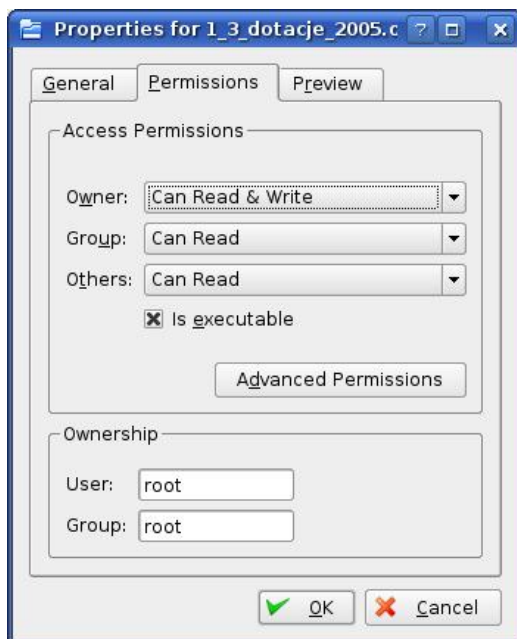 Properties for 1_3_dotacje_2005.c ?
General Permissions Preview
Access Permissions
Owner: Can Read & Write
Group: Can Read
Others: Can Read
Is executable
Advanced Permissions
Ownership
User: root
Group: root
OK Cancel